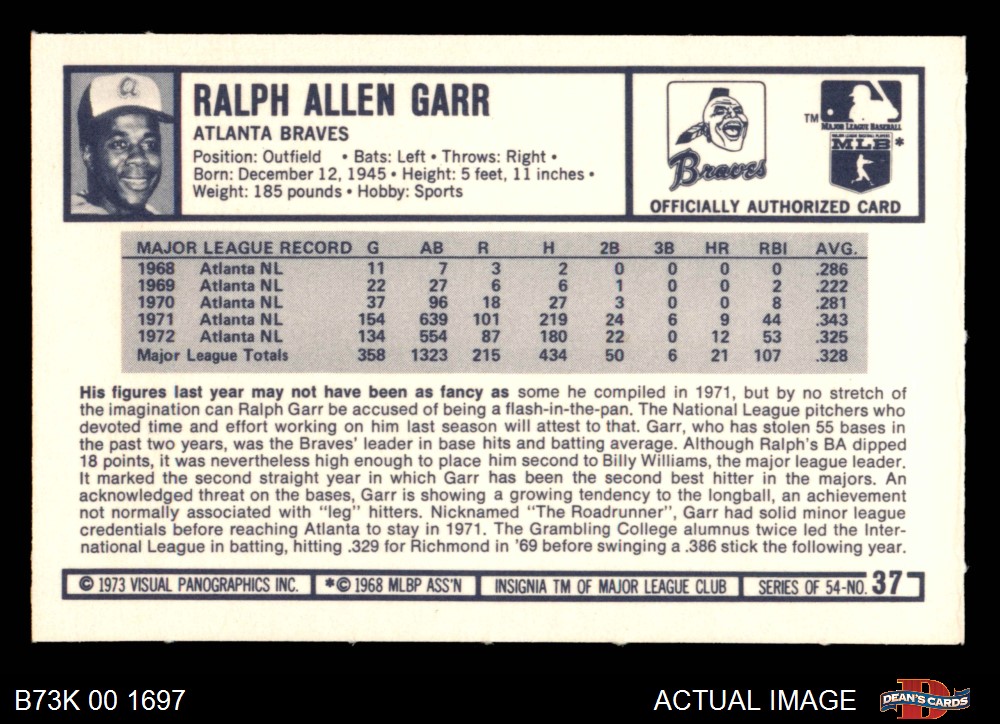 a
RALPH ALLEN GARR
ATLANTA BRAVES
Position: Outfield • Bats: Left • Throws: Right •
Born: December 12, 1945 • Height: 5 feet, 11 inches •
Weight: 185 pounds • Hobby: Sports
Braves
TM
MAJOR LEAGUE BASEBALL
MAJOR LEAGUE BASEBALL PLAYERS
MLB*
OFFICIALLY AUTHORIZED CARD
MAJOR LEAGUE RECORD G AB R H 2B 3B HR RBI AVG.
1968 Atlanta NL 11 7 3 2 0 0 0 0 .286
1969 Atlanta NL 22 27 6 6 1 0 0 2 .222
1970 Atlanta NL 37 96 18 27 3 0 0 8 .281
1971 Atlanta NL 154 639 101 219 24 6 9 44 .343
1972 Atlanta NL 134 554 87 180 22 0 12 53 .325
Major League Totals 358 1323 215 434 50 6 21 107 .328
His figures last year may not have been as fancy as some he compiled in 1971, but by no stretch of
the imagination can Ralph Garr be accused of being a flash-in-the-pan. The National League pitchers who
devoted time and effort working on him last season will attest to that. Garr, who has stolen 55 bases in
the past two years, was the Braves' leader in base hits and batting average. Although Ralph's BA dipped
18 points, it was nevertheless high enough to place him second to Billy Williams, the major league leader.
It marked the second straight year in which Garr has been the second best hitter in the majors. An
acknowledged threat on the bases, Garr is showing a growing tendency to the longball, an achievement
not normally associated with "leg" hitters. Nicknamed "The Roadrunner", Garr had solid minor league
credentials before reaching Atlanta to stay in 1971. The Grambling College alumnus twice led the Inter-
national League in batting, hitting .329 for Richmond in '69 before swinging a .386 stick the following year.
© 1973 VISUAL PANOGRAPHICS INC. *© 1968 MLBP ASS'N INSIGNIA TM OF MAJOR LEAGUE CLUB SERIES OF 54-NO. 37
B73K 00 1697
ACTUAL IMAGE
DEAN'S CARDS